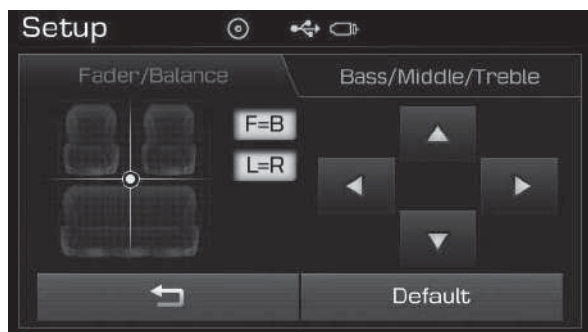 Setup
Fader/Balance
Bass/Middle/Treble
F=B
L=R
Default